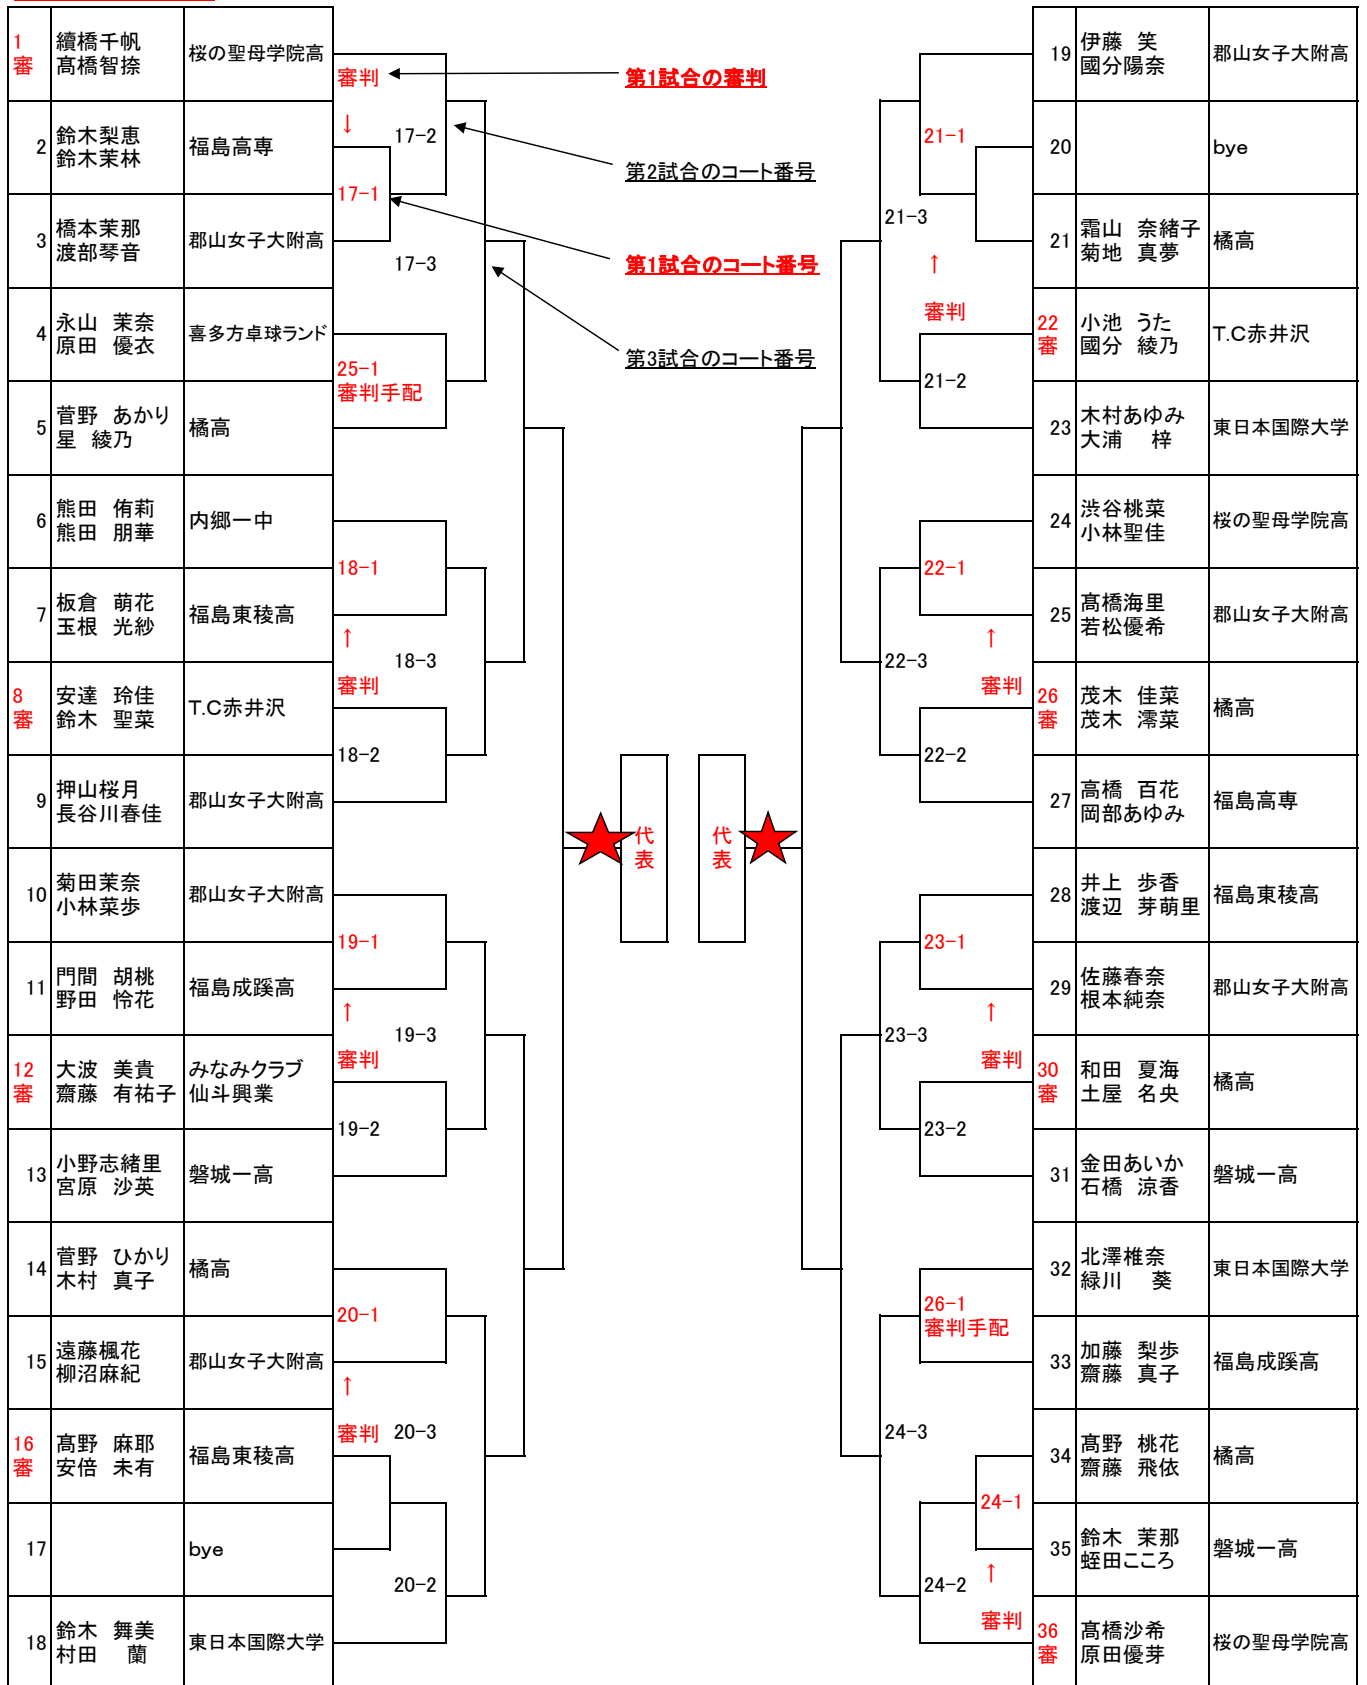 1
審
續橋千帆
髙橋智捺
桜の聖母学院高
2
鈴木梨恵
鈴木茉林
福島高専
3
橋本茉那
渡部琴音
郡山女子大附高
4
永山　茉奈
原田　優衣
喜多方卓球ランド
5
菅野　あかり
星　綾乃
橘高
6
熊田　侑莉
熊田　朋華
内郷一中
7
板倉　萌花
玉根　光紗
福島東稜高
8
審
安達　玲佳
鈴木　聖菜
T.C赤井沢
9
押山桜月
長谷川春佳
郡山女子大附高
10
菊田茉奈
小林菜歩
郡山女子大附高
11
門間　胡桃
野田　怜花
福島成蹊高
12
審
大波　美貴
齋藤　有祐子
みなみクラブ
仙斗興業
13
小野志緒里
宮原　沙英
磐城一高
14
菅野　ひかり
木村　真子
橘高
15
遠藤楓花
柳沼麻紀
郡山女子大附高
16
審
髙野　麻耶
安倍　未有
福島東稜高
17
bye
18
鈴木　舞美
村田　蘭
東日本国際大学
審判
↓
17-2
17-1
17-3
25-1
審判手配
18-1
↑
18-3
審判
18-2
19-1
↑
19-3
審判
19-2
20-1
↑
審判
20-3
20-2
第1試合の審判
第2試合のコート番号
第1試合のコート番号
第3試合のコート番号
代
表
代
表
21-1
21-3
↑
審判
21-2
22-1
↑
22-3
審判
22-2
23-1
↑
23-3
審判
23-2
26-1
審判手配
24-3
24-1
24-2
↑
審判
19
伊藤　笑
國分陽奈
郡山女子大附高
20
bye
21
霜山　奈緒子
菊地　真夢
橘高
22
審
小池　うた
國分　綾乃
T.C赤井沢
23
木村あゆみ
大浦　梓
東日本国際大学
24
渋谷桃菜
小林聖佳
桜の聖母学院高
25
髙橋海里
若松優希
郡山女子大附高
26
審
茂木　佳菜
茂木　澪菜
橘高
27
高橋　百花
岡部あゆみ
福島高専
28
井上　歩香
渡辺　芽萌里
福島東稜高
29
佐藤春奈
根本純奈
郡山女子大附高
30
審
和田　夏海
土屋　名央
橘高
31
金田あいか
石橋　涼香
磐城一高
32
北澤椎奈
緑川　葵
東日本国際大学
33
加藤　梨歩
齋藤　真子
福島成蹊高
34
髙野　桃花
齋藤　飛依
橘高
35
鈴木　茉那
蛭田こころ
磐城一高
36
審
髙橋沙希
原田優芽
桜の聖母学院高